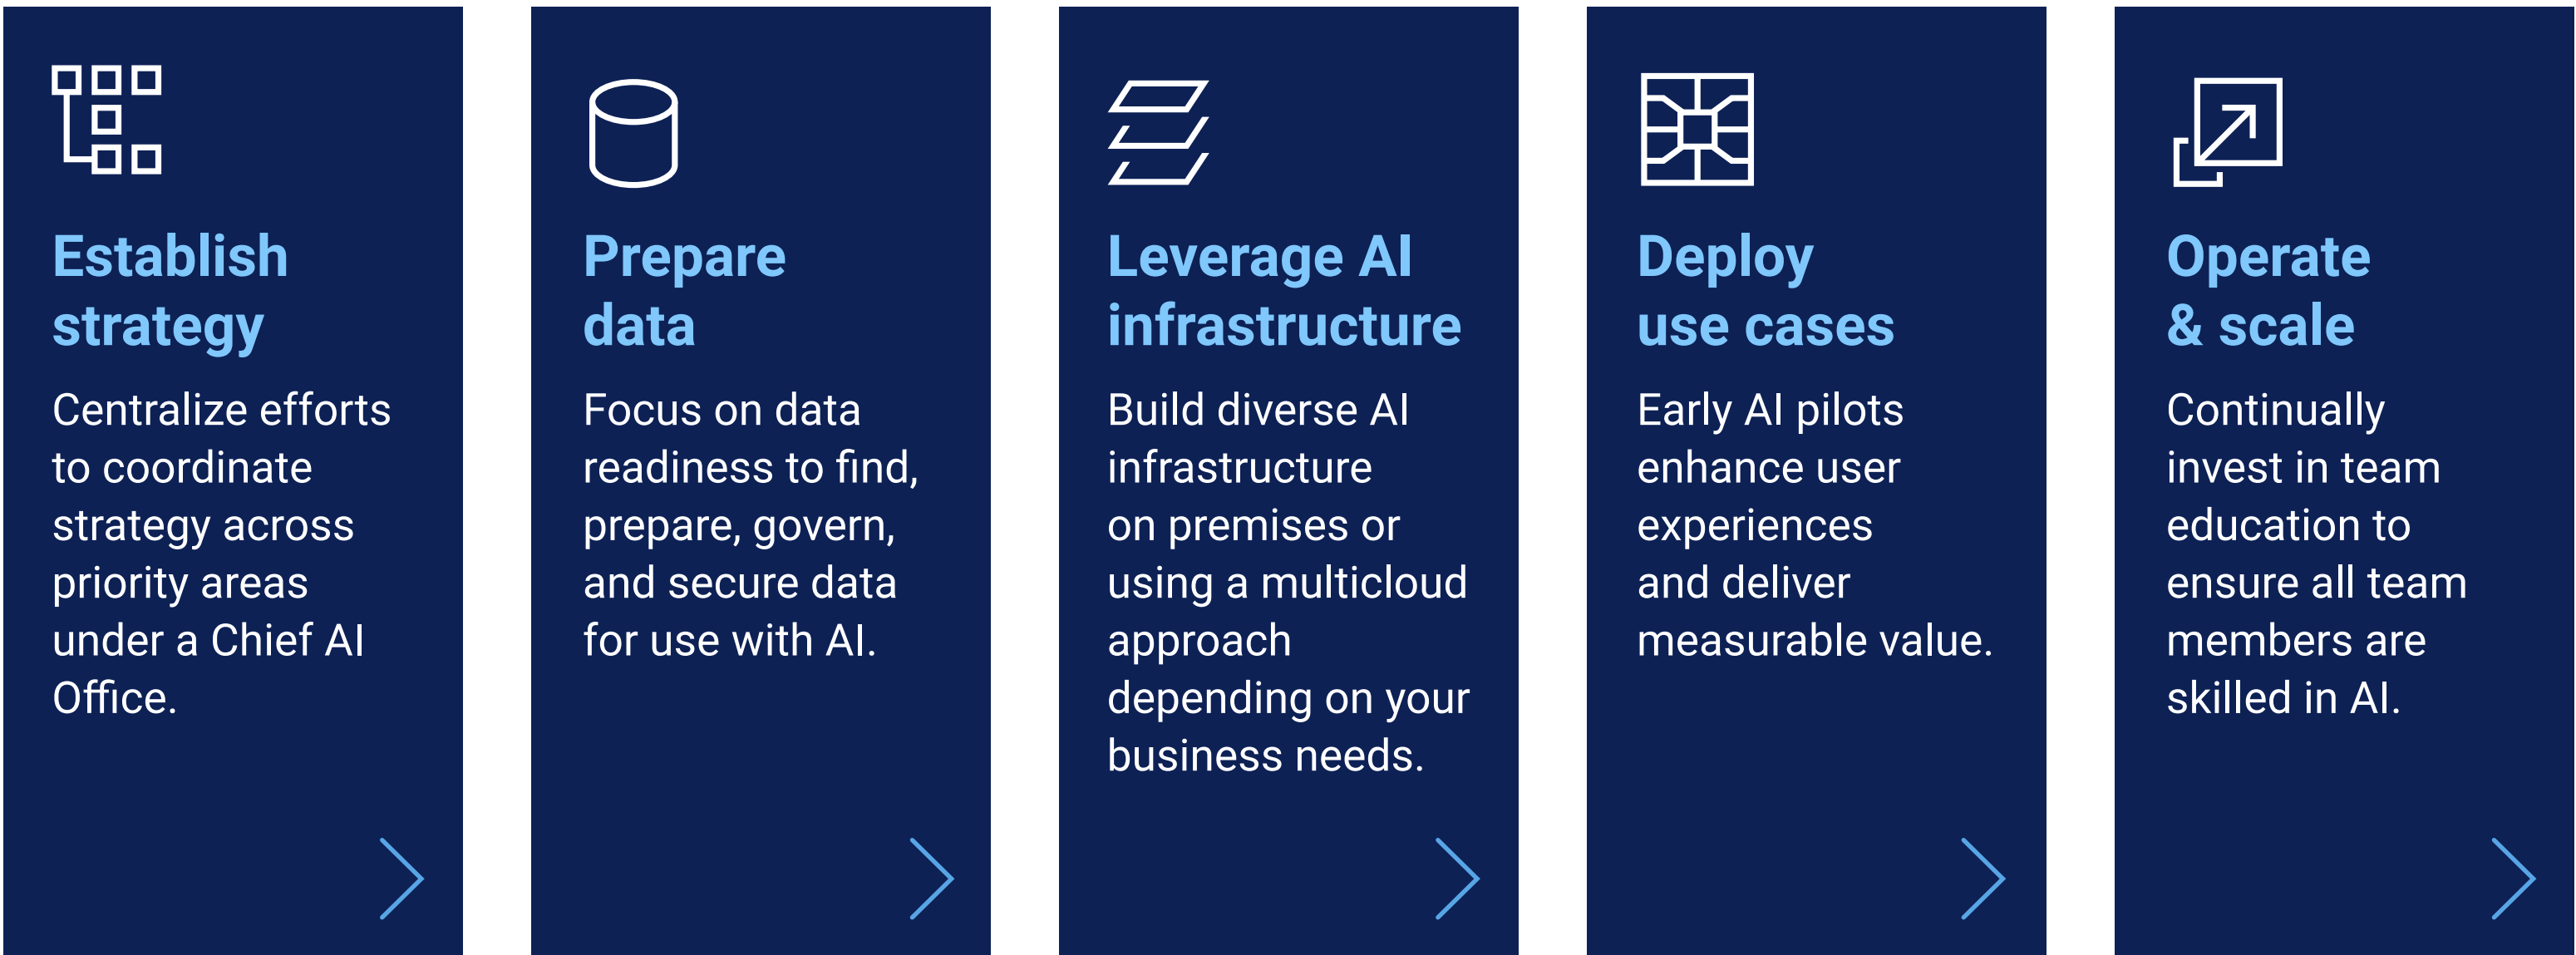 Establish
strategy
Centralize efforts
to coordinate
strategy across
priority areas
under a Chief AI
Office.
Prepare
data
Focus on data
readiness to find,
prepare, govern,
and secure data
for use with AI.
Leverage AI
infrastructure
Build diverse AI
infrastructure
on premises or
using a multicloud
approach
depending on your
business needs.
Deploy
use cases
Early AI pilots
enhance user
experiences
and deliver
measurable value.
Operate
& scale
Continually
invest in team
education to
ensure all team
members are
skilled in AI.